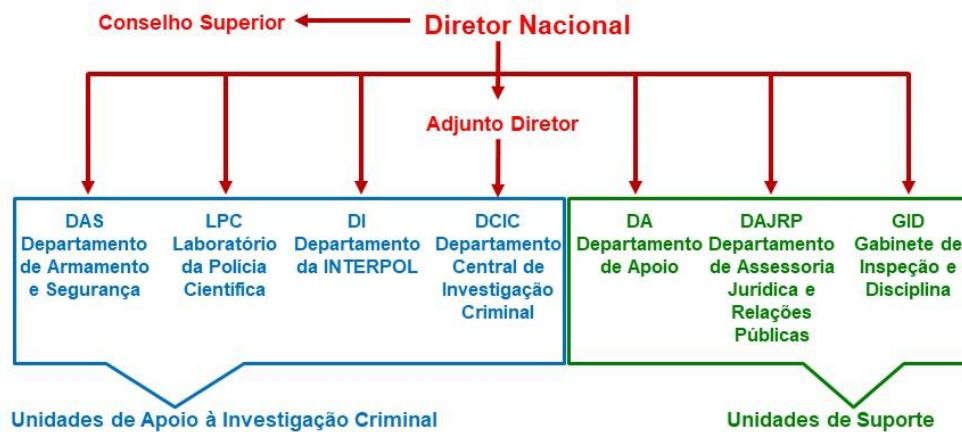 Conselho Superior
Diretor Nacional
Adjunto Diretor
DAS
Departamento
de Armamento
e Segurança
LPC
Laboratório
da Polícia
Científica
DI
Departamento
da INTERPOL
DCIC
Departamento
Central de
Investigação
Criminal
DA
Departamento
de Apoio
DAJRP
Departamento
de Assessoria
Jurídica e
Relações
Públicas
GID
Gabinete de
Inspeção e
Disciplina
Unidades de Apoio à Investigação Criminal
Unidades de Suporte